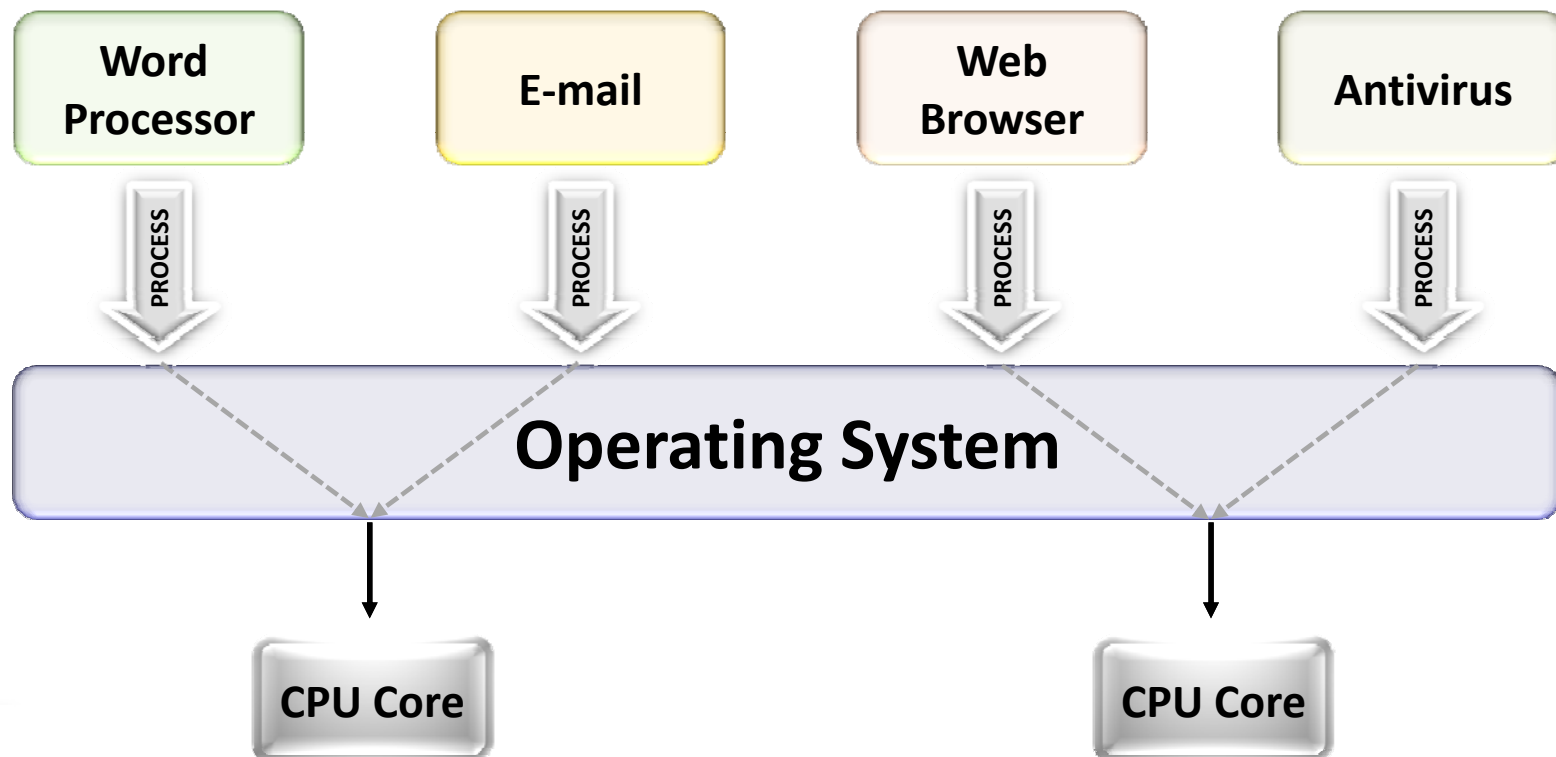 Word
Processor
E-mail
Web
Browser
Antivirus
PROCESS
PROCESS
PROCESS
PROCESS
Operating System
CPU Core
CPU Core